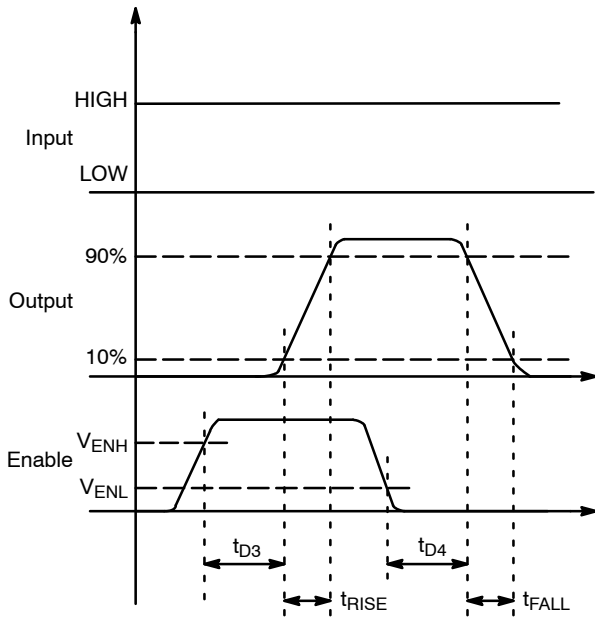 HIGH
Input
LOW
90%
Output
10%
VENH
Enable
VENL
tD3
tD4
tRISE
tFALL